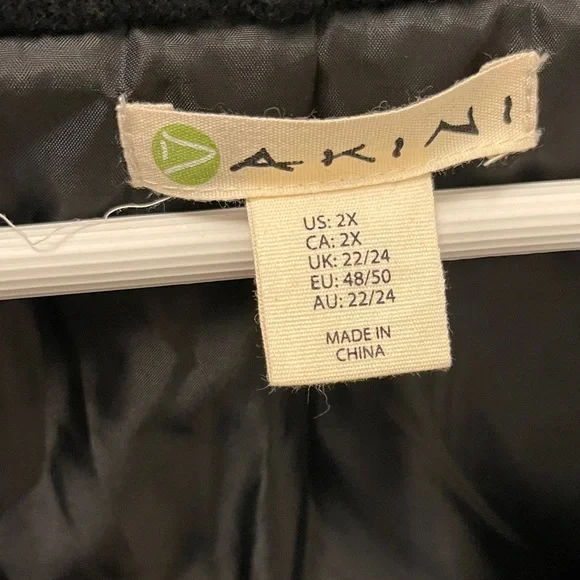 AKINI
US: 2X
CA: 2X
UK: 22/24
EU: 48/50
AU: 22/24
MADE IN
CHINA